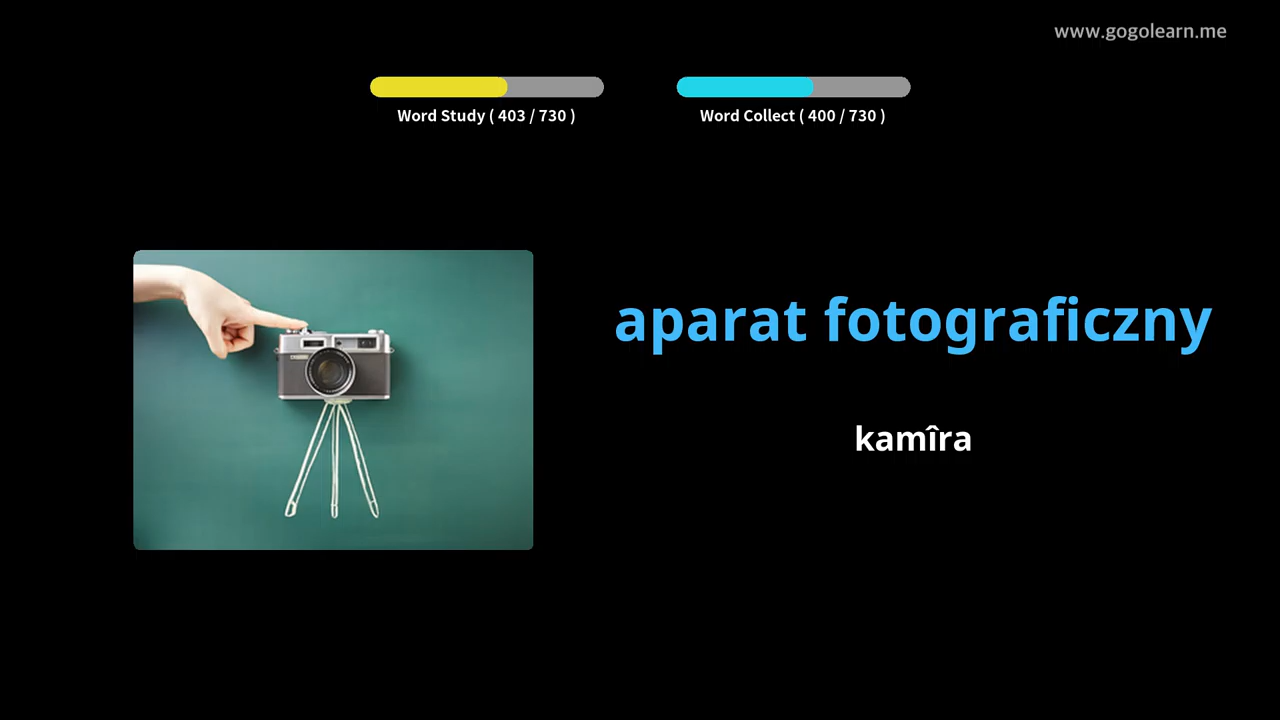 www.gogolearn.me
Word Study ( 403 / 730 )
Word Collect ( 400 / 730 )
aparat fotograficzny
kamîra